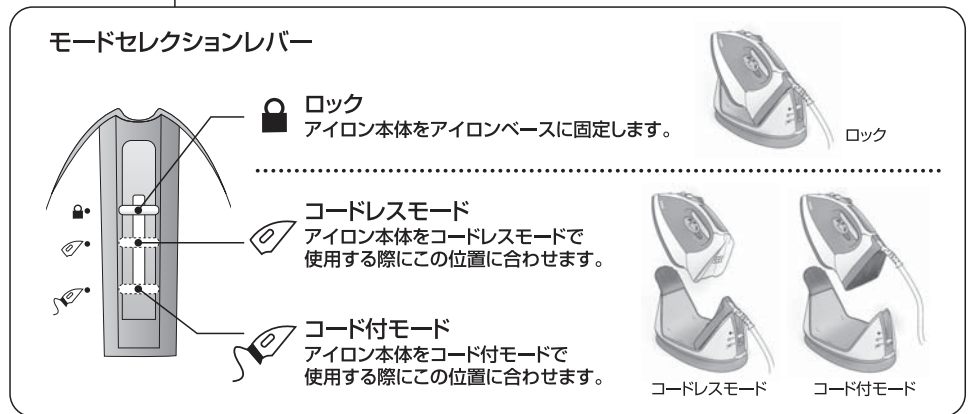 モードセレクションレバー
ロック
アイロン本体をアイロンベースに固定します。
ロック
コードレスモード
アイロン本体をコードレスモードで
使用する際にこの位置に合わせます。
コード付モード
アイロン本体をコード付モードで
使用する際にこの位置に合わせます。
コードレスモード
コード付モード